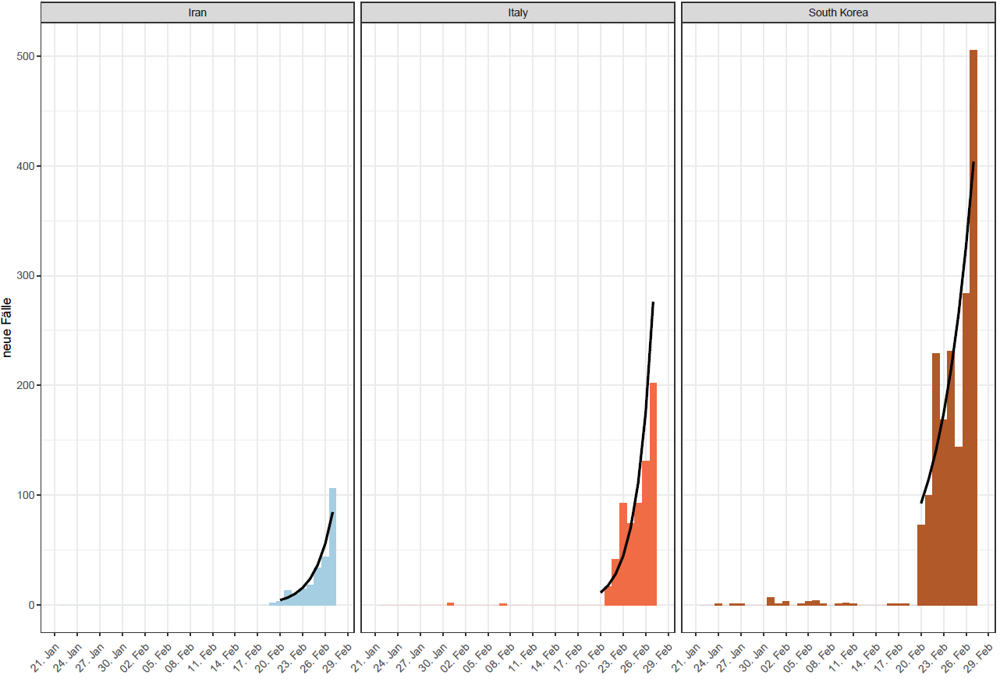 Iran
Italy
South Korea
neue Fälle
500
400
300
200
100
0
21. Jan
24. Jan
27. Jan
30. Jan
02. Feb
05. Feb
08. Feb
11. Feb
14. Feb
17. Feb
20. Feb
23. Feb
26. Feb
29. Feb
21. Jan
24. Jan
27. Jan
30. Jan
02. Feb
05. Feb
08. Feb
11. Feb
14. Feb
17. Feb
20. Feb
23. Feb
26. Feb
29. Feb
21. Jan
24. Jan
27. Jan
30. Jan
02. Feb
05. Feb
08. Feb
11. Feb
14. Feb
17. Feb
20. Feb
23. Feb
26. Feb
29. Feb